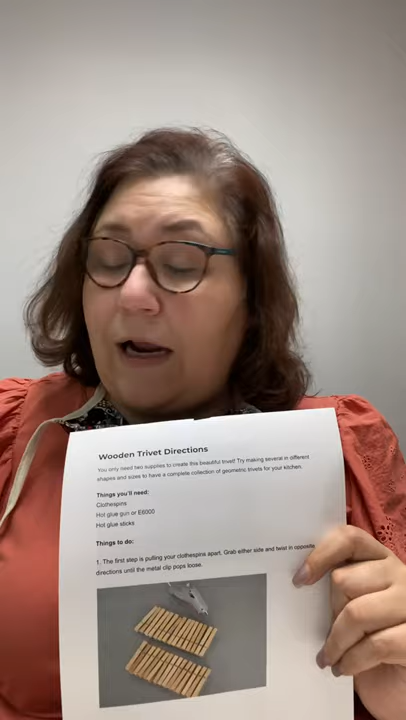 Wooden Trivet Directions
You only need two supplies to create this beautiful trivet! Try making several in different
shapes and sizes to have a complete collection of geometric trivets for your kitchen.
Things you'll need:
Clothespins
Hot glue gun or E6000
Hot glue sticks
Things to do:
1. The first step is pulling your clothespins apart. Grab either side and twist in opposite
directions until the metal clip pops loose.